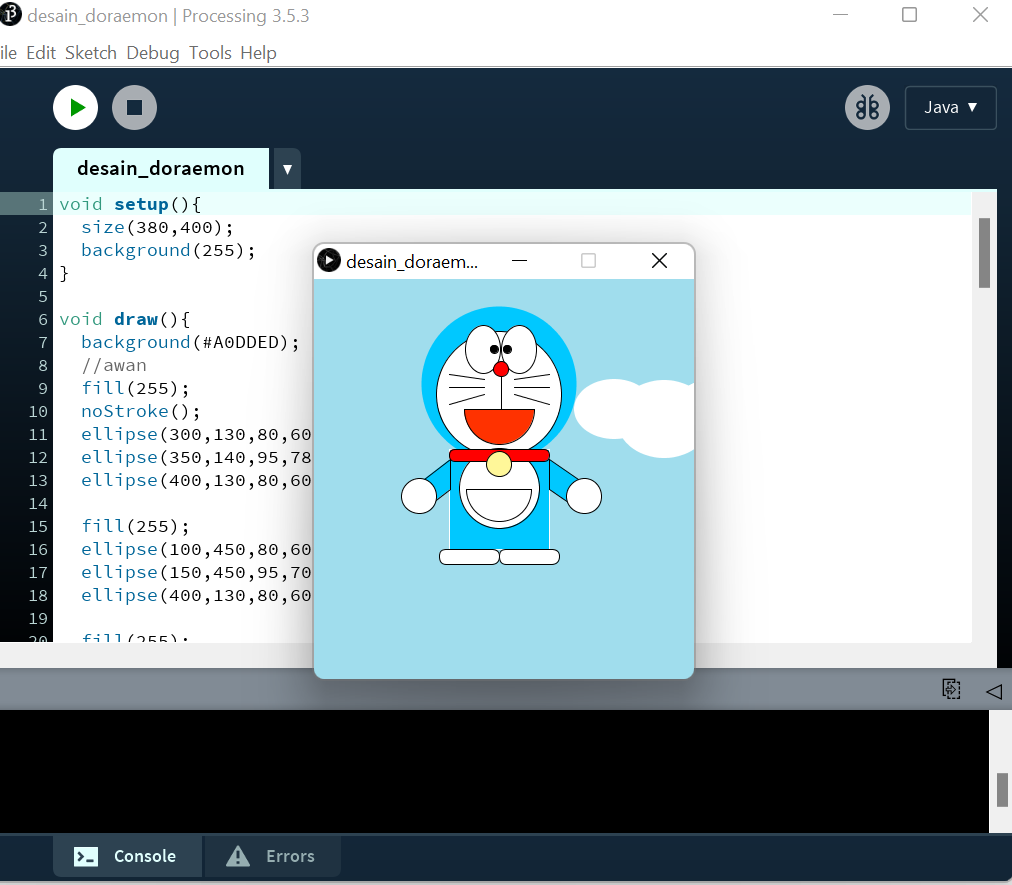 desain_doraemon | Processing 3.5.3
ile Edit Sketch Debug Tools Help
Java ▼
desain_doraemon ▼
1 void setup(){
2 size(380,400);
3 background(255);
4 }
5
6 void draw(){
7 background(#A0DDED);
8 //awan
9 fill(255);
10 noStroke();
11 ellipse(300,130,80,60
12 ellipse(350,140,95,78
13 ellipse(400,130,80,60
14
15 fill(255);
16 ellipse(100,450,80,60
17 ellipse(150,450,95,70
18 ellipse(400,130,80,60
19
20 fill(255);
desain_doraem...
Console
Errors